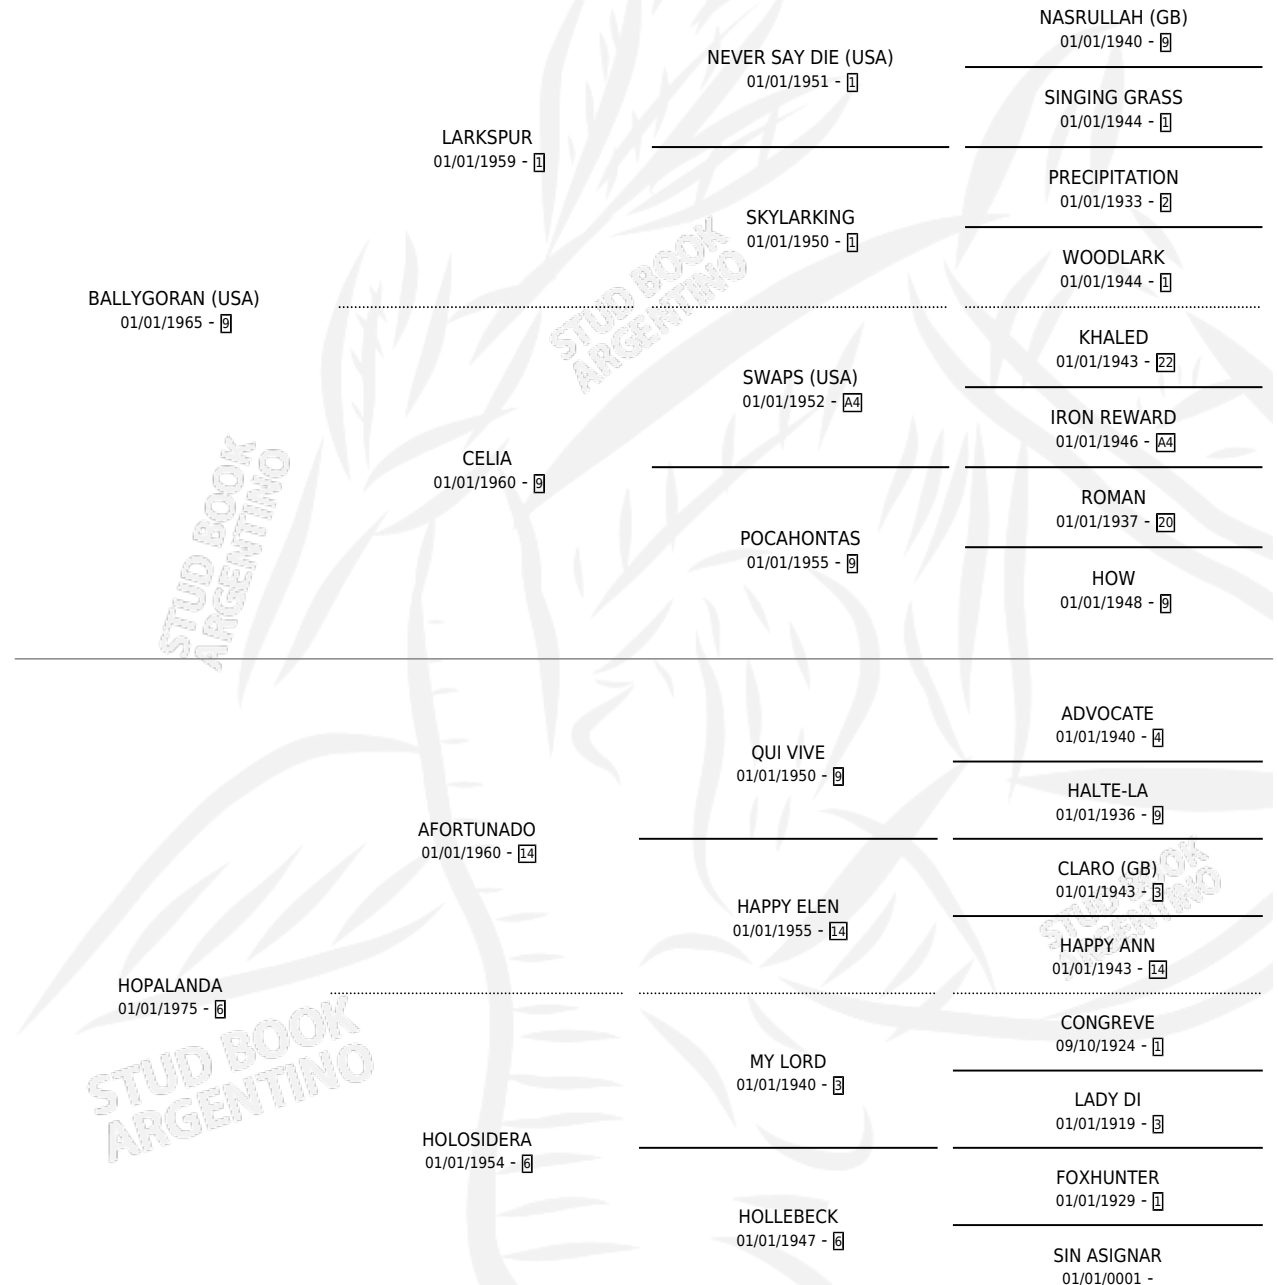 NASRULLAH (GB)
01/01/1940 - 9
NEVER SAY DIE (USA)
01/01/1951 - 1
SINGING GRASS
01/01/1944 - 1
LARKSPUR
01/01/1959 - 1
PRECIPITATION
01/01/1933 - 2
SKYLARKING
01/01/1950 - 1
WOODLARK
01/01/1944 - 1
BALLYGORAN (USA)
01/01/1965 - 9
KHALED
01/01/1943 - 22
SWAPS (USA)
01/01/1952 - A4
IRON REWARD
01/01/1946 - A4
CELIA
01/01/1960 - 9
ROMAN
01/01/1937 - 20
POCAHONTAS
01/01/1955 - 9
HOW
01/01/1948 - 9
ADVOCATE
01/01/1940 - 4
QUI VIVE
01/01/1950 - 9
HALTE-LA
01/01/1936 - 9
AFORTUNADO
01/01/1960 - 14
CLARO (GB)
01/01/1943 - 3
HAPPY ELEN
01/01/1955 - 14
HAPPY ANN
01/01/1943 - 14
HOPALANDA
01/01/1975 - 6
CONGREVE
09/10/1924 - 1
MY LORD
01/01/1940 - 3
LADY DI
01/01/1919 - 3
HOLOSIDERA
01/01/1954 - 6
FOXHUNTER
01/01/1929 - 1
HOLLEBECK
01/01/1947 - 6
SIN ASIGNAR
01/01/0001 -
STUD BOOK
ARGENTINO
STUD BOOK
ARGENTINO
STUD BOOK
ARGENTINO
STUD BOOK
ARGENTINO